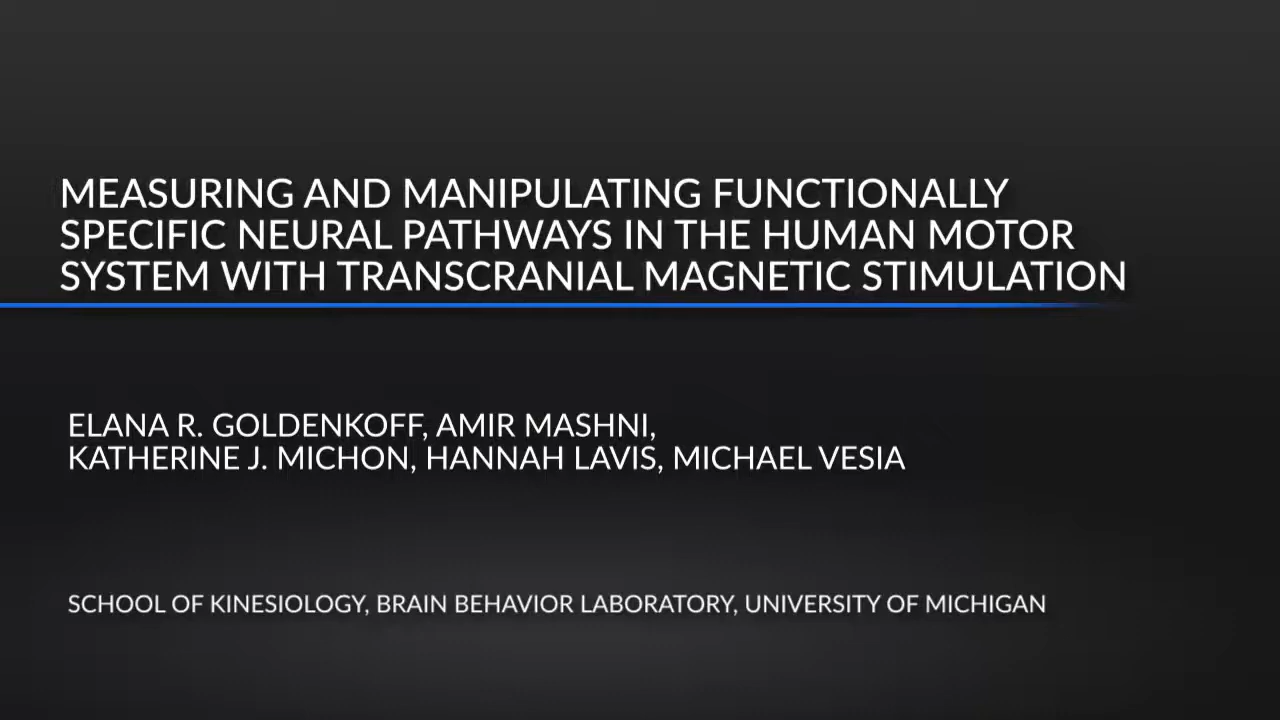 MEASURING AND MANIPULATING FUNCTIONALLY
SPECIFIC NEURAL PATHWAYS IN THE HUMAN MOTOR
SYSTEM WITH TRANSCRANIAL MAGNETIC STIMULATION
ELANA R. GOLDENKOFF, AMIR MASHNI,
KATHERINE J. MICHON, HANNAH LAVIS, MICHAEL VESIA
SCHOOL OF KINESIOLOGY, BRAIN BEHAVIOR LABORATORY, UNIVERSITY OF MICHIGAN